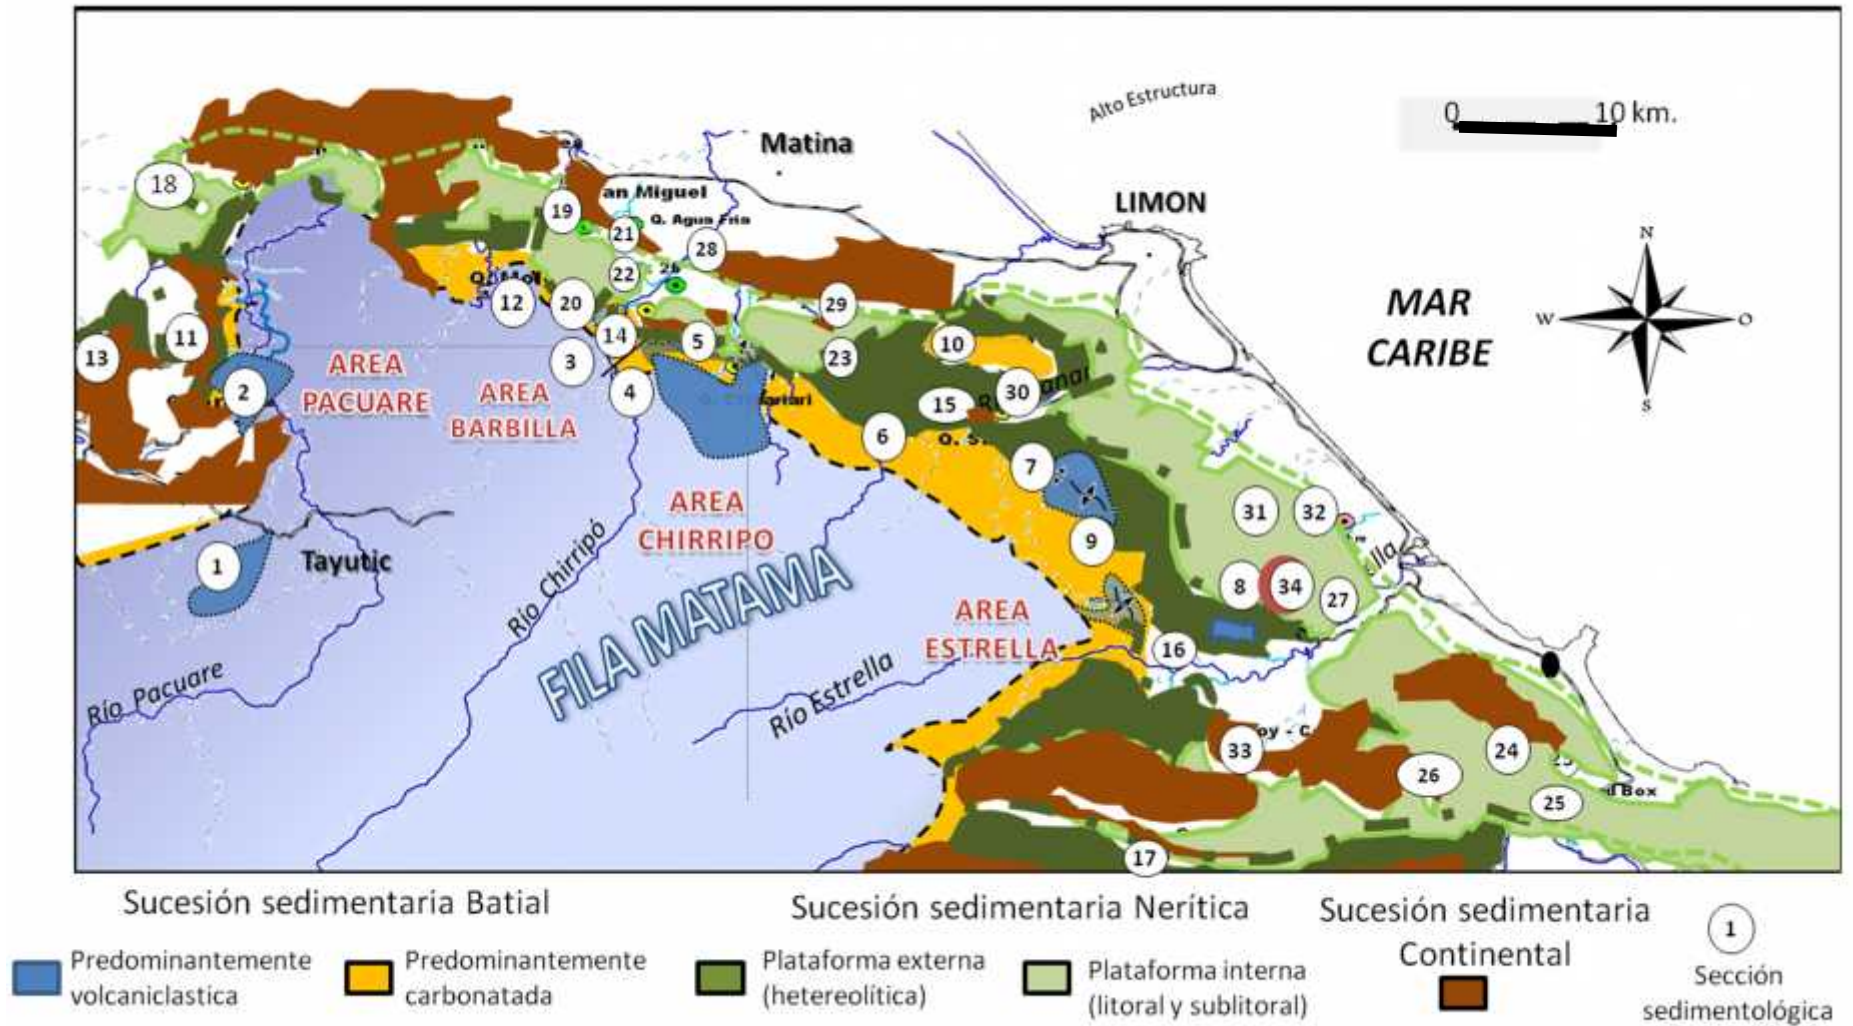 Alto Estructura
0 10 km.
Matina
18
an Miguel
LIMON
19
Q. Agua Fria
21
28
N
22
26
MAR
CARIBE
W
O
S
12
20
29
11
14
5
10
13
3
23
AREA
PACUARE
2
AREA
BARBILLA
4
15
30
6
7
AREA
CHIRRIPO
31
32
9
1
Tayutic
Río Chirripó
FILA MATAMA
8
34
27
AREA
ESTRELLA
16
Río Pacuare
Río Estrella
33
oy - C
24
26
25
Box
17
Sucesión sedimentaria Batial
Sucesión sedimentaria Nerítica
Sucesión sedimentaria
Continental
1
Predominantemente
volcaniclastica
Predominantemente
carbonatada
Plataforma externa
(hetereolítica)
Plataforma interna
(litoral y sublitoral)
Sección
sedimentológica